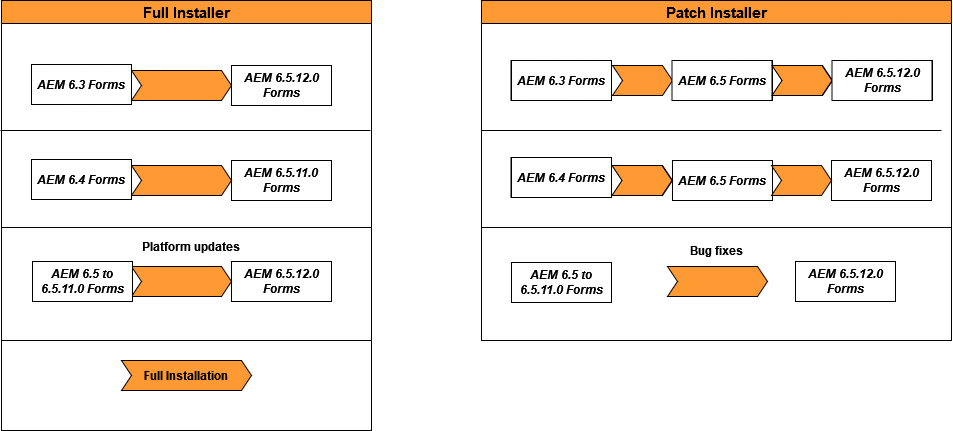 Full Installer
AEM 6.3 Forms
AEM 6.5.12.0
Forms
AEM 6.4 Forms
AEM 6.5.11.0
Forms
Platform updates
AEM 6.5 to
6.5.11.0 Forms
AEM 6.5.12.0
Forms
Full Installation
Patch Installer
AEM 6.3 Forms
AEM 6.5 Forms
AEM 6.5.12.0
Forms
AEM 6.4 Forms
AEM 6.5 Forms
AEM 6.5.12.0
Forms
Bug fixes
AEM 6.5 to
6.5.11.0 Forms
AEM 6.5.12.0
Forms